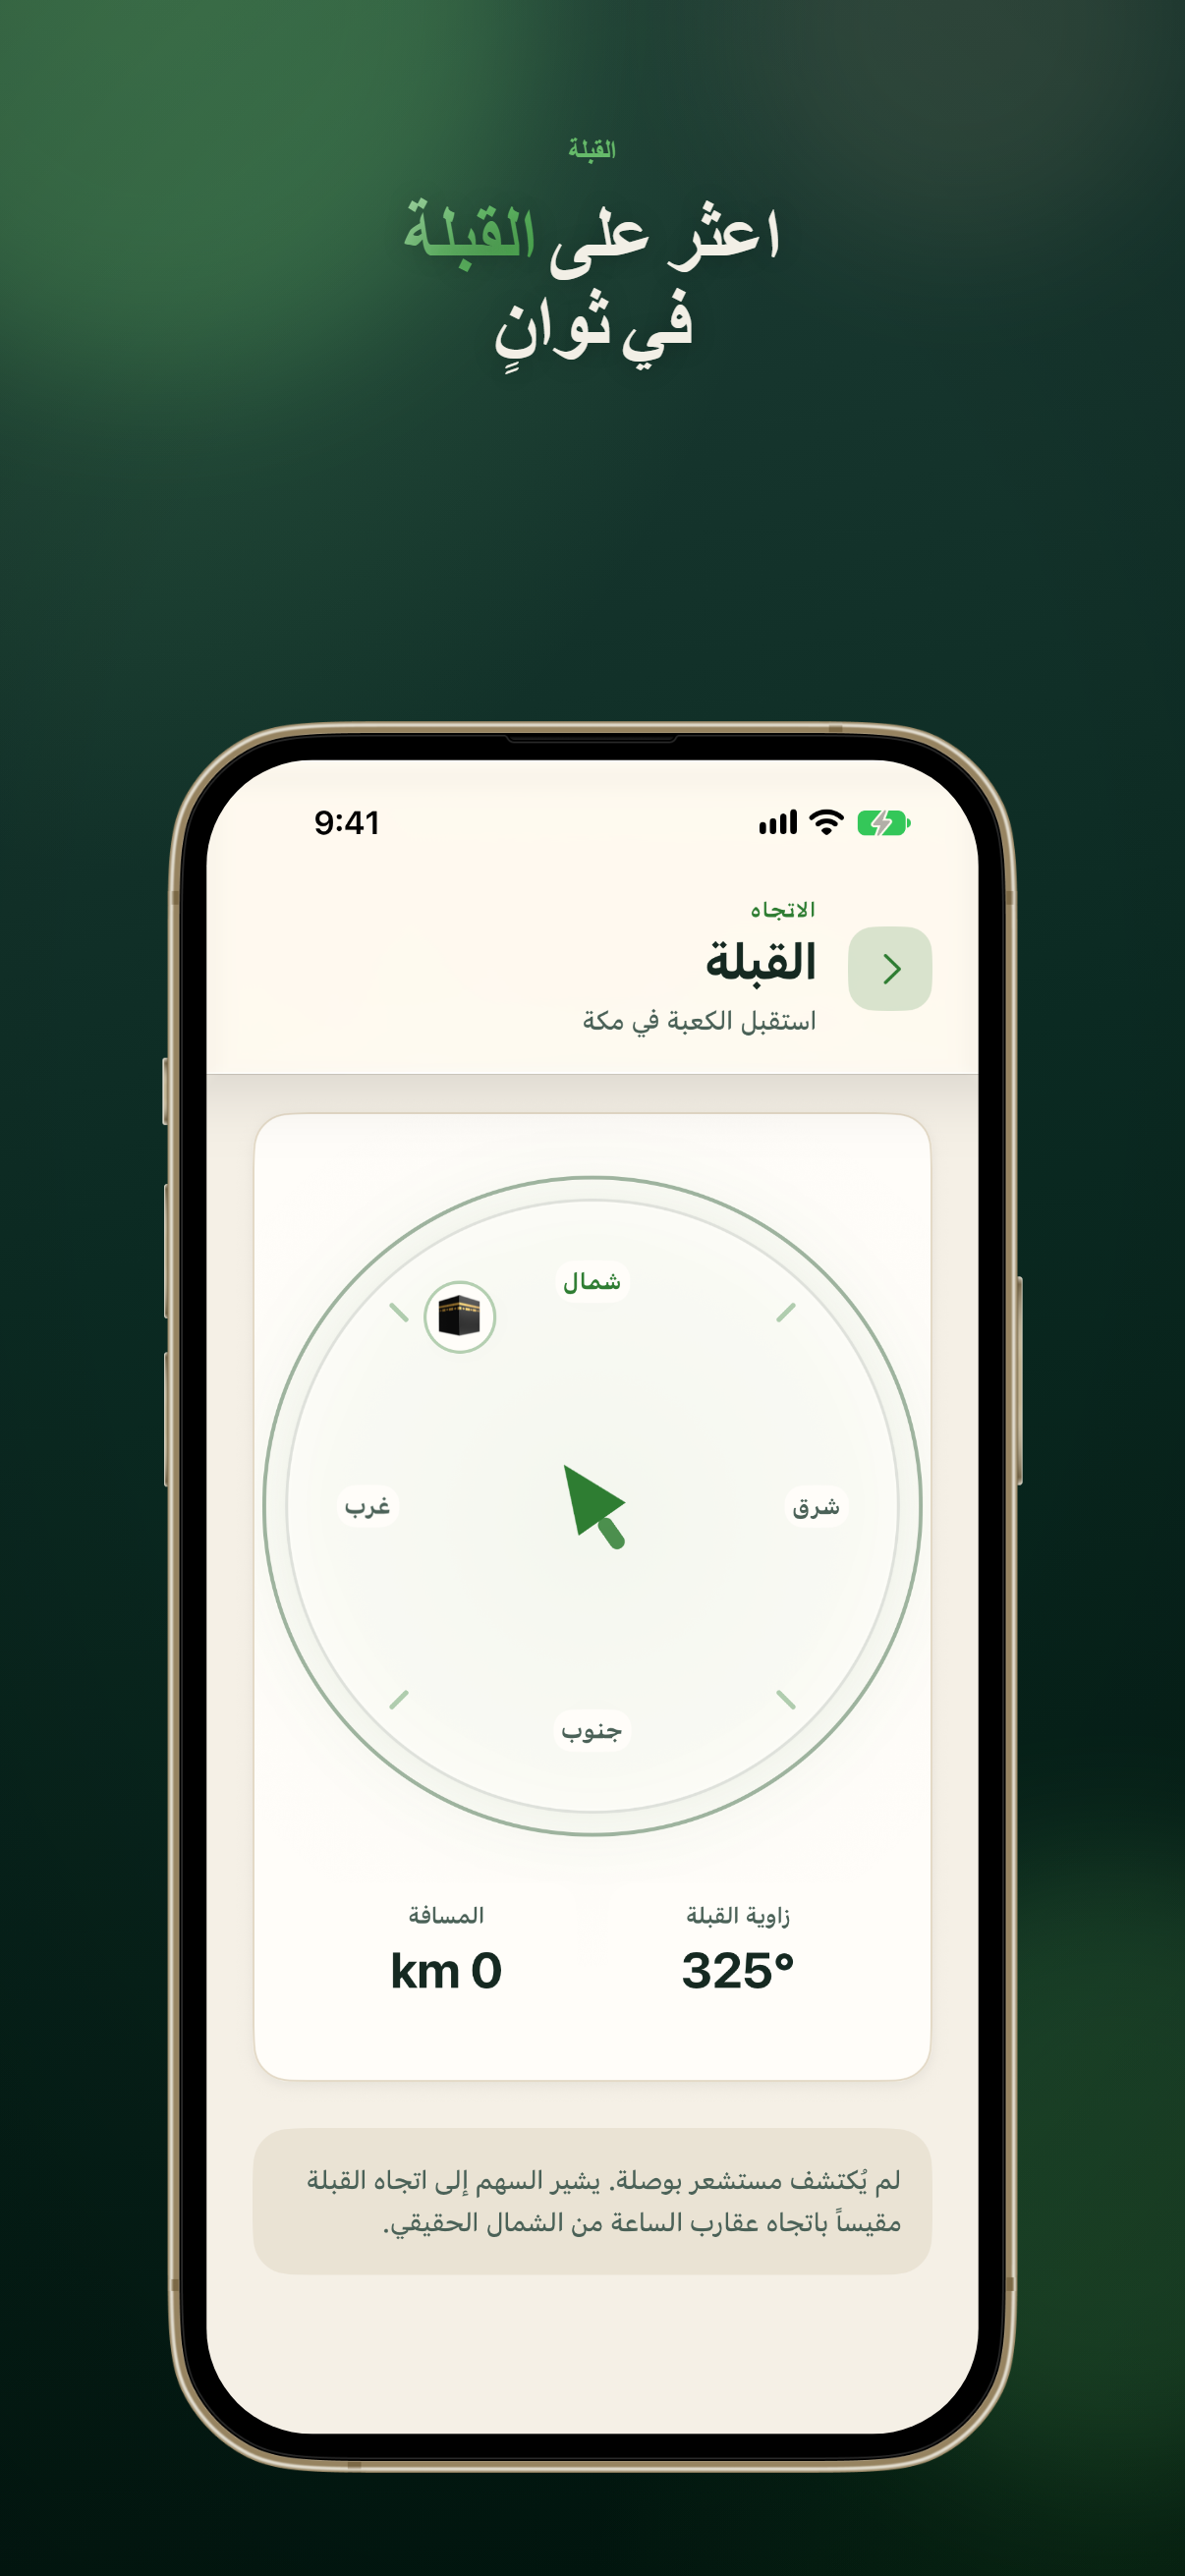 القبلة
اعثر على القبلة
في ثوانٍ
9:41
الاتجاه
القبلة
استقبل الكعبة في مكة
شمال
غرب
شرق
جنوب
زاوية القبلة
325°
المسافة
km 0
لم يُكتشف مستشعر بوصلة. يشير السهم إلى اتجاه القبلة
مقيساً باتجاه عقارب الساعة من الشمال الحقيقي.